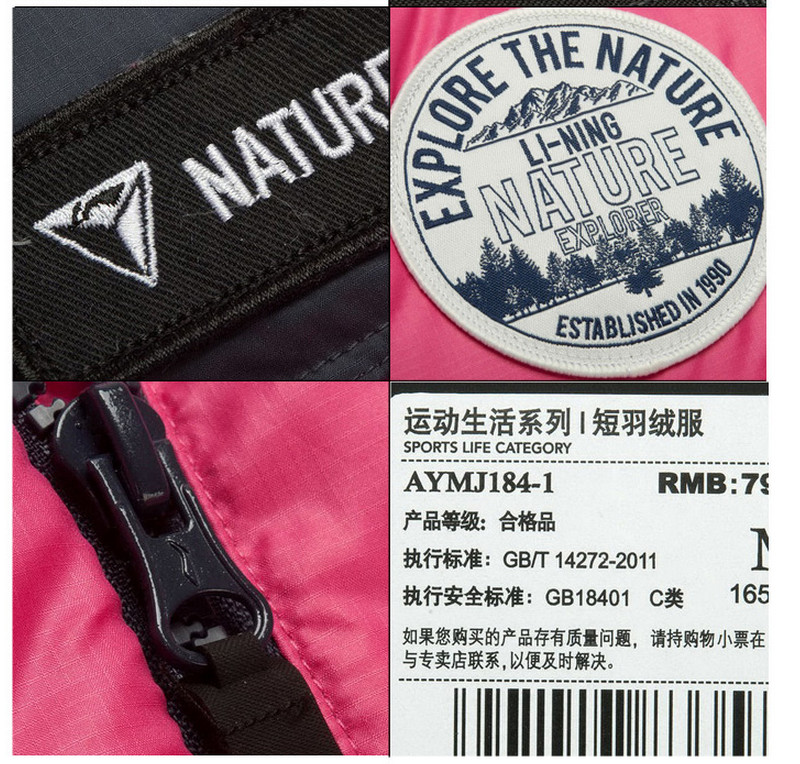 NATURE
EXPLORE THE NATURE
LI-NING
NATURE
EXPLORER
ESTABLISHED IN 1990
运动生活系列 | 短羽绒服
SPORTS LIFE CATEGORY
AYMJ184-1
RMB:79
产品等级: 合格品
执行标准: GB/T 14272-2011
执行安全标准: GB18401 C类
165
如果您购买的产品存有质量问题, 请持购物小票在
与专卖店联系,以便及时解决。